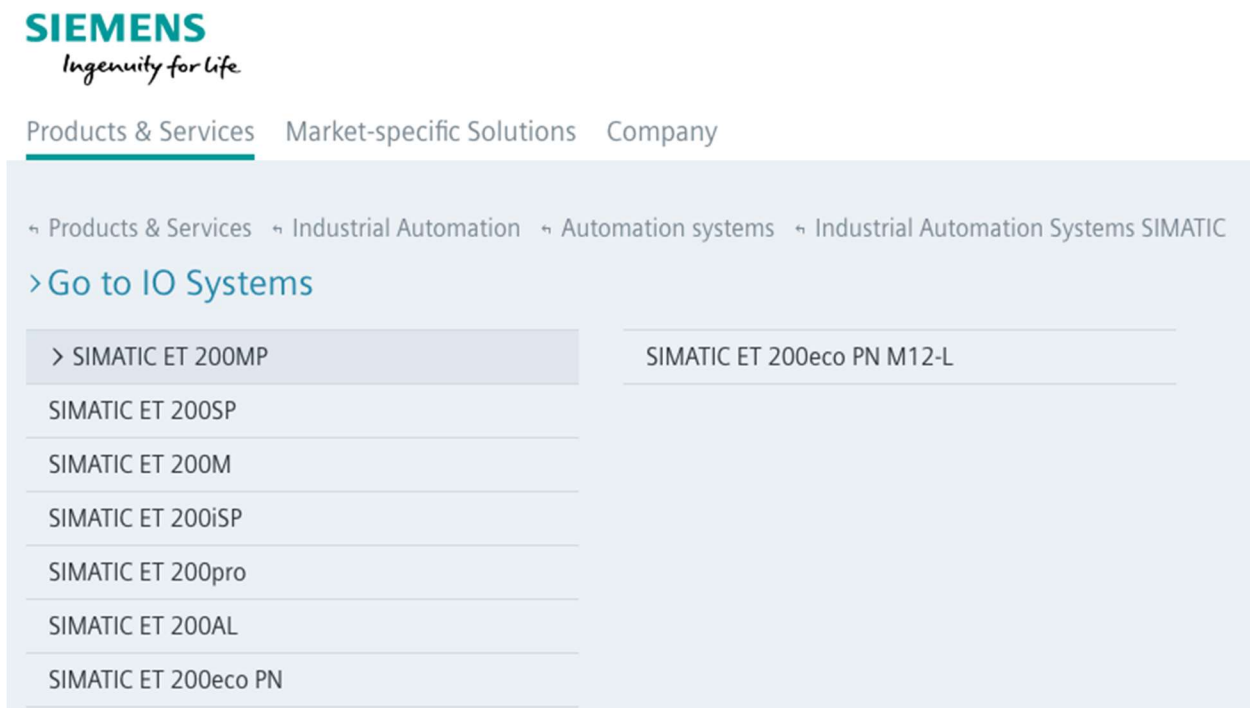 SIEMENS
Ingenuity for life
Products & Services Market-specific Solutions Company
Products & Services Industrial Automation Automation systems Industrial Automation Systems SIMATIC
Go to IO Systems
SIMATIC ET 200MP
SIMATIC ET 200SP
SIMATIC ET 200M
SIMATIC ET 200iSP
SIMATIC ET 200pro
SIMATIC ET 200AL
SIMATIC ET 200eco PN
SIMATIC ET 200eco PN M12-L